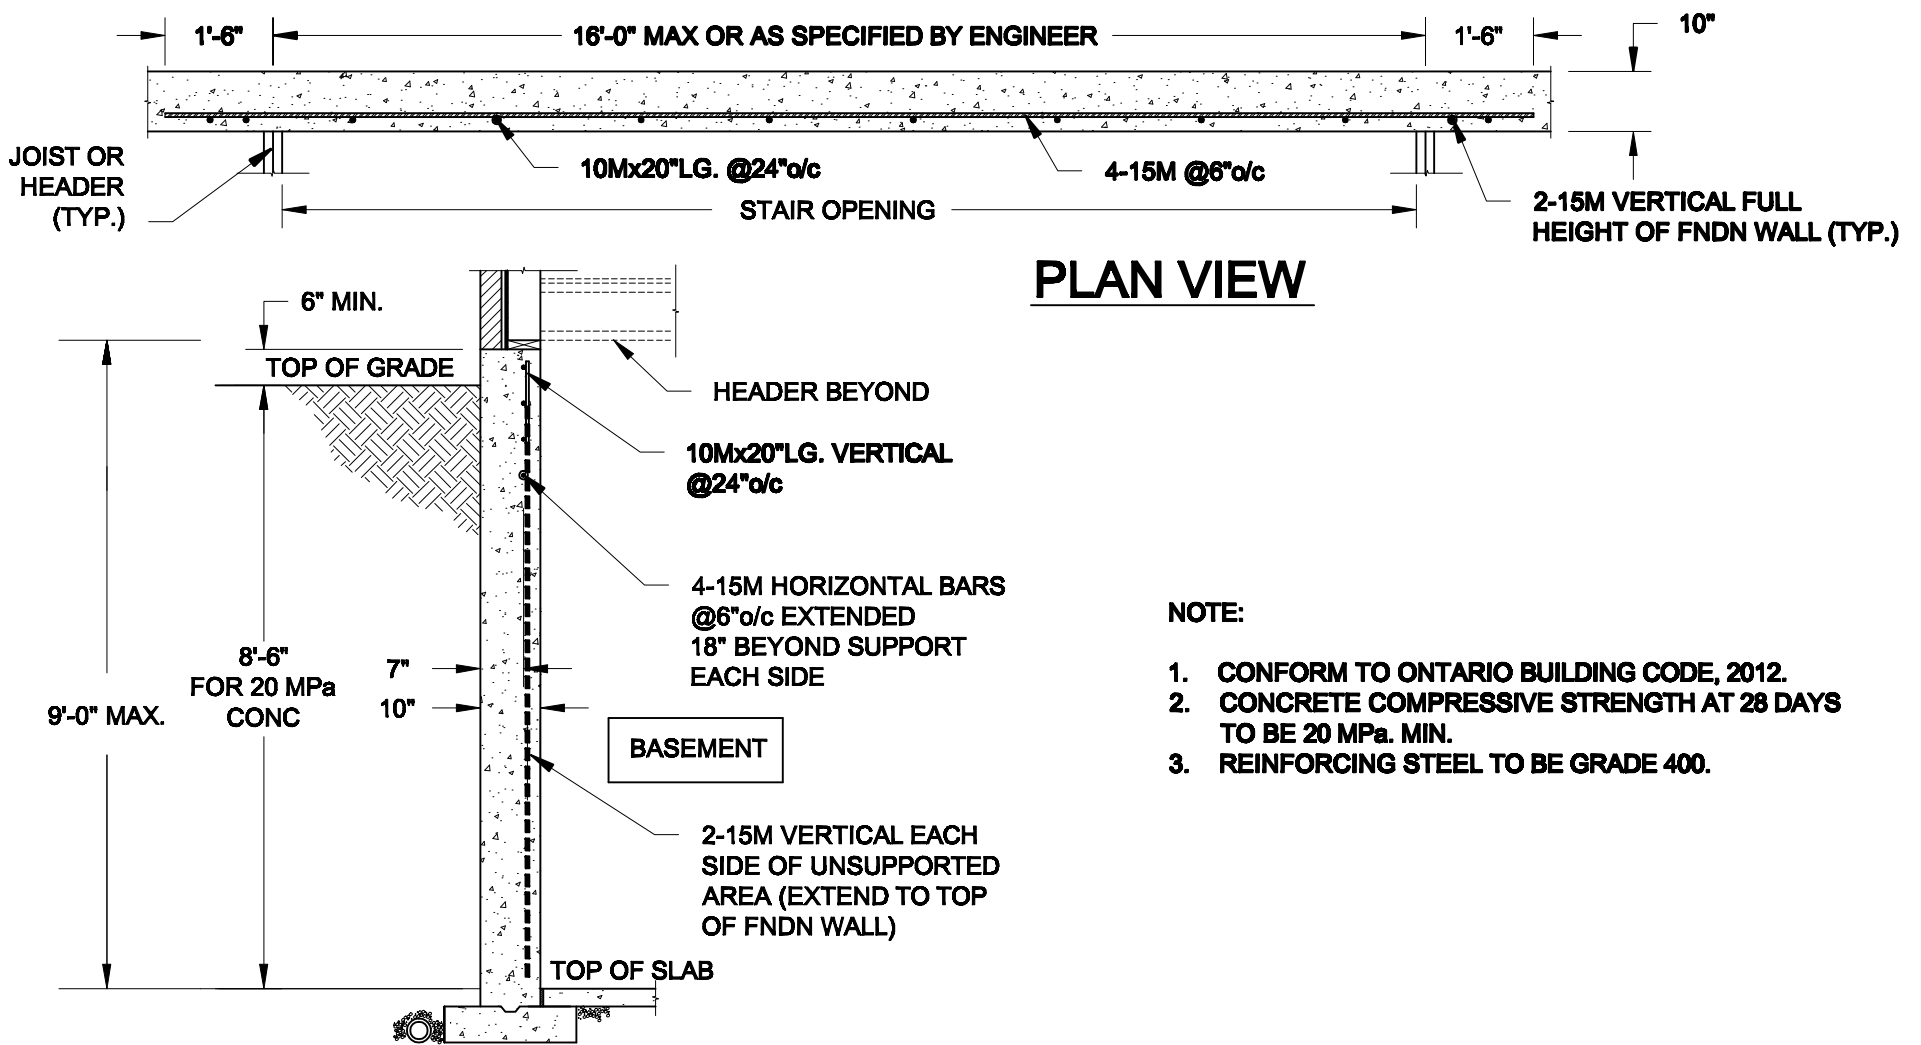 1'-6"
16'-0" MAX OR AS SPECIFIED BY ENGINEER
1'-6"
10"
JOIST OR
HEADER
(TYP.)
10Mx20"LG. @24"o/c
4-15M @6"o/c
STAIR OPENING
2-15M VERTICAL FULL
HEIGHT OF FNDN WALL (TYP.)
PLAN VIEW
6" MIN.
TOP OF GRADE
HEADER BEYOND
10Mx20"LG. VERTICAL
@24"o/c
4-15M HORIZONTAL BARS
@6"o/c EXTENDED
18" BEYOND SUPPORT
EACH SIDE
8'-6"
FOR 20 MPa
CONC
9'-0" MAX.
7"
10"
BASEMENT
2-15M VERTICAL EACH
SIDE OF UNSUPPORTED
AREA (EXTEND TO TOP
OF FNDN WALL)
TOP OF SLAB
NOTE:
1. CONFORM TO ONTARIO BUILDING CODE, 2012.
2. CONCRETE COMPRESSIVE STRENGTH AT 28 DAYS
TO BE 20 MPa. MIN.
3. REINFORCING STEEL TO BE GRADE 400.